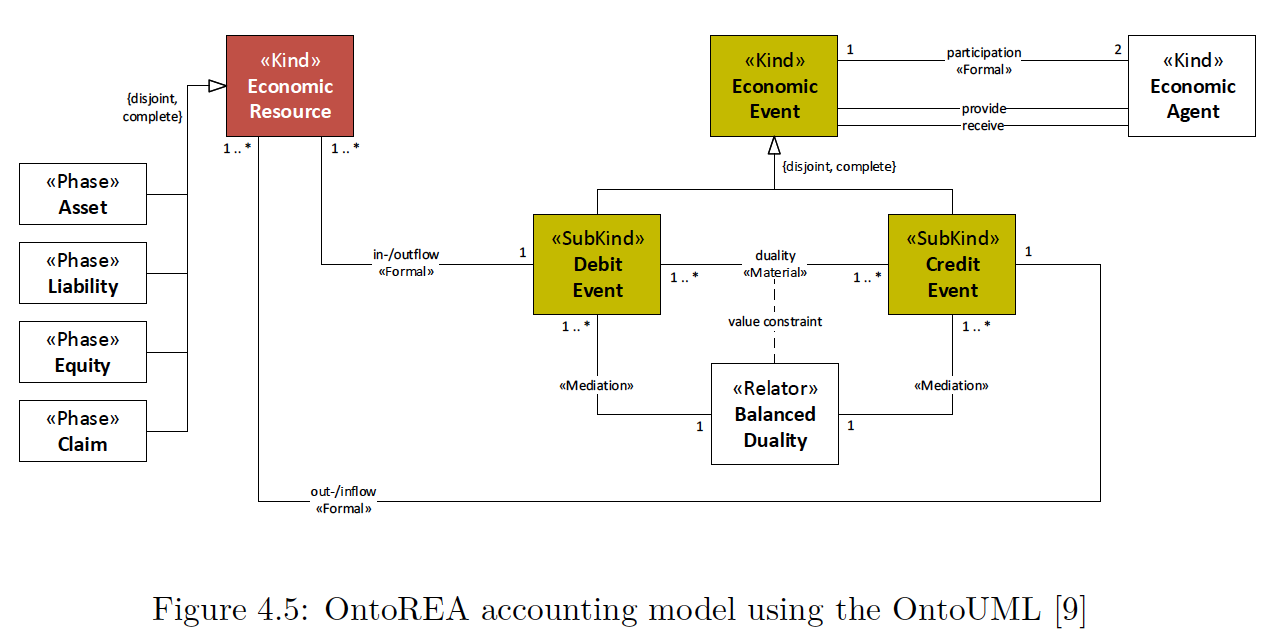 «Kind»
Economic
Resource
{disjoint,
complete}
1 .. *
1 .. *
«Phase»
Asset
«Phase»
Liability
«Phase»
Equity
«Phase»
Claim
«Kind»
Economic
Event
1
participation
«Formal»
2
provide
receive
«Kind»
Economic
Agent
{disjoint, complete}
in-/outflow
«Formal»
1
«SubKind»
Debit
Event
1 .. *
duality
«Material»
1 .. *
«SubKind»
Credit
Event
1
1 .. *
value constraint
1 .. *
«Mediation»
«Mediation»
1
«Relator»
Balanced
Duality
1
out-/inflow
«Formal»
Figure 4.5: OntoREA accounting model using the OntoUML [9]